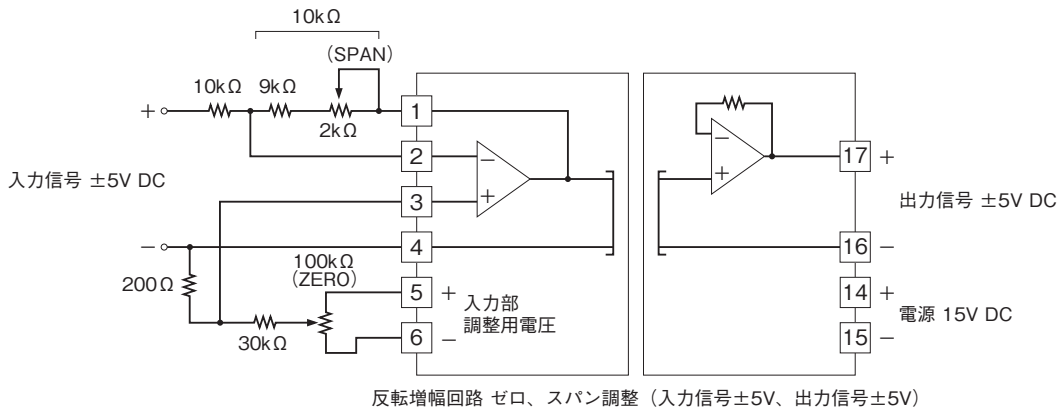 10kΩ
(SPAN)
10kΩ
9kΩ
2kΩ
+
1
2
3
4
5
6
−
+
入力信号 ±5V DC
−
200Ω
100kΩ
(ZERO)
30kΩ
+
−
入力部
調整用電圧
−
+
17
+
出力信号 ±5V DC
16
−
14
+
電源 15V DC
15
−
反転増幅回路 ゼロ、スパン調整（入力信号±5V、出力信号±5V）